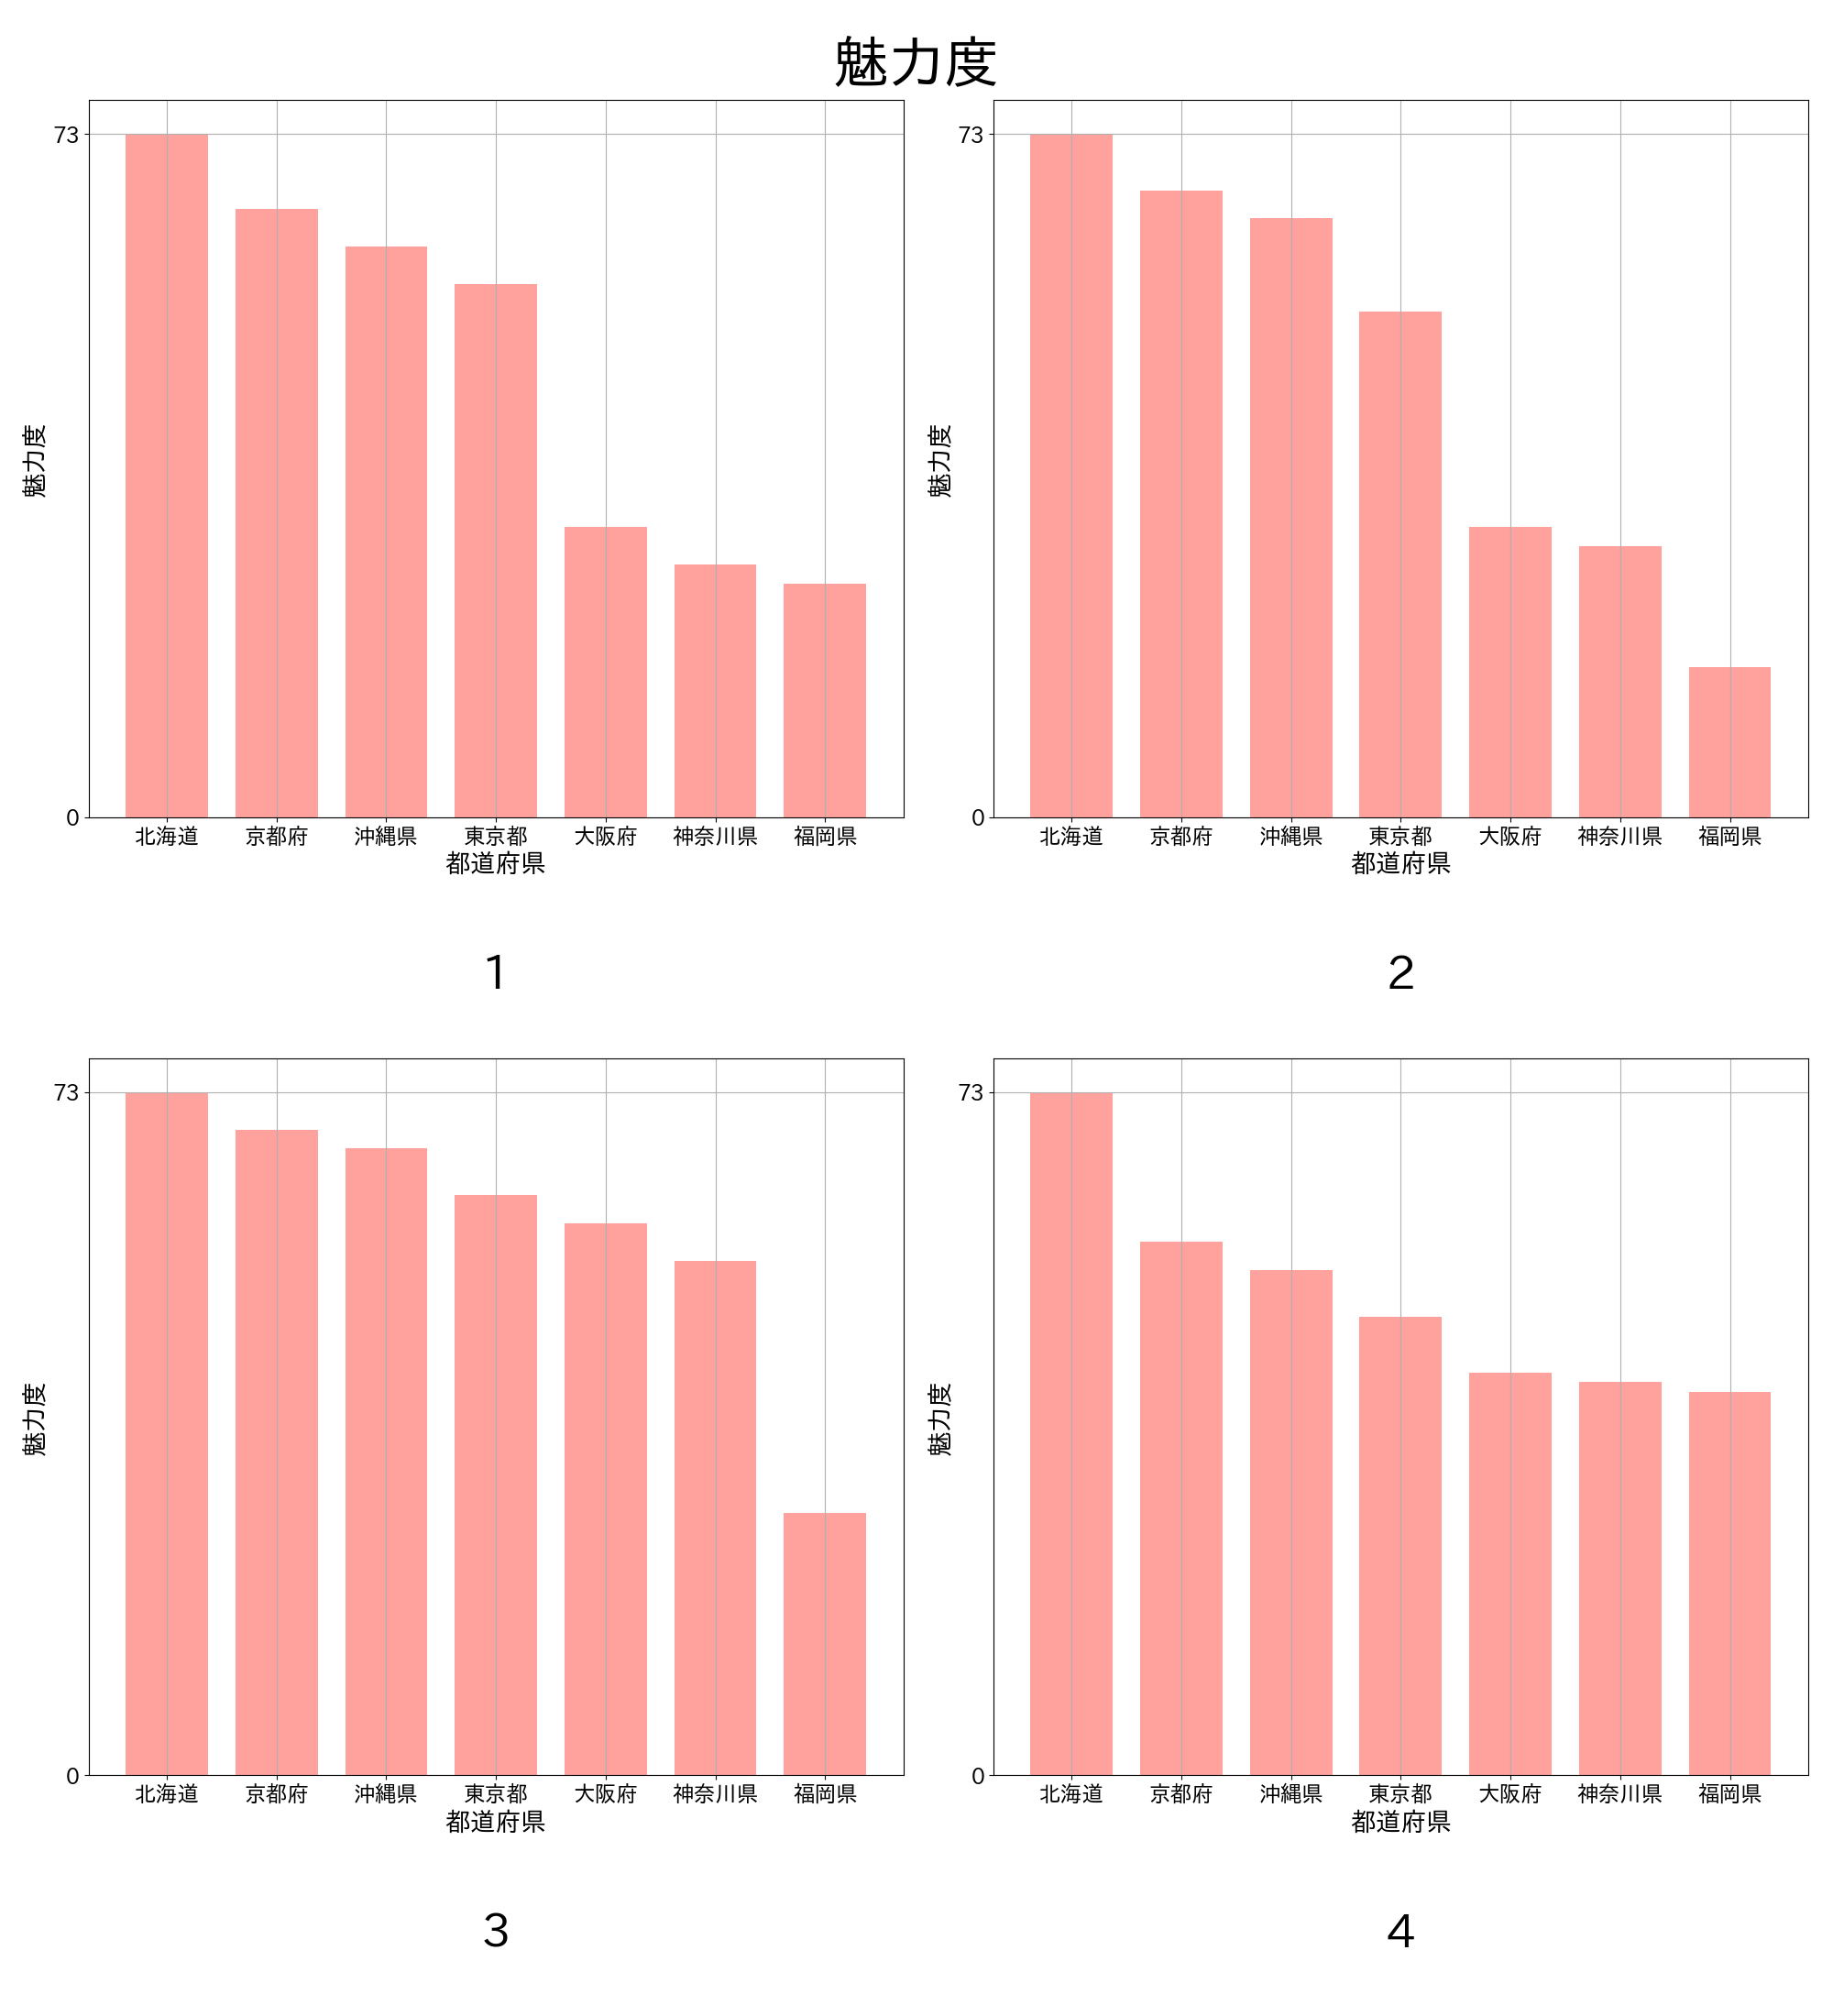 魅力度
73
0
魅力度
北海道 京都府 沖縄県 東京都 大阪府 神奈川県 福岡県
都道府県
1
73
0
魅力度
北海道 京都府 沖縄県 東京都 大阪府 神奈川県 福岡県
都道府県
2
73
0
魅力度
北海道 京都府 沖縄県 東京都 大阪府 神奈川県 福岡県
都道府県
3
73
0
魅力度
北海道 京都府 沖縄県 東京都 大阪府 神奈川県 福岡県
都道府県
4